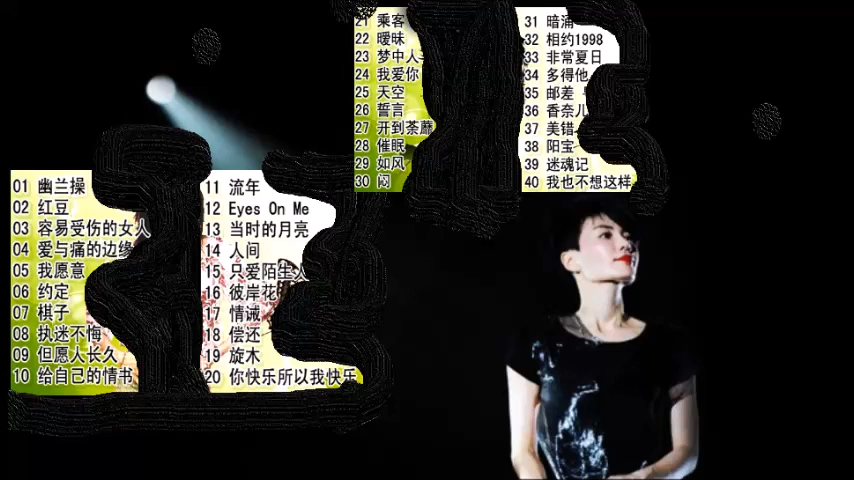 01 幽兰操
02 红豆
03 容易受伤的女人
04 爱与痛的边缘
05 我愿意
06 约定
07 棋子
08 执迷不悔
09 但愿人长久
10 给自己的情书
11 流年
12 Eyes On Me
13 当时的月亮
14 人间
15 只爱陌生人
16 彼岸花
17 情诫
18 偿还
19 旋木
20 你快乐所以我快乐
21 乘客
22 暧昧
23 梦中人
24 我爱你
25 天空
26 誓言
27 开到荼蘼
28 催眠
29 如风
30 闷
31 暗涌
32 相约1998
33 非常夏日
34 多得他
35 邮差
36 香奈儿
37 美错
38 阳宝
39 迷魂记
40 我也不想这样